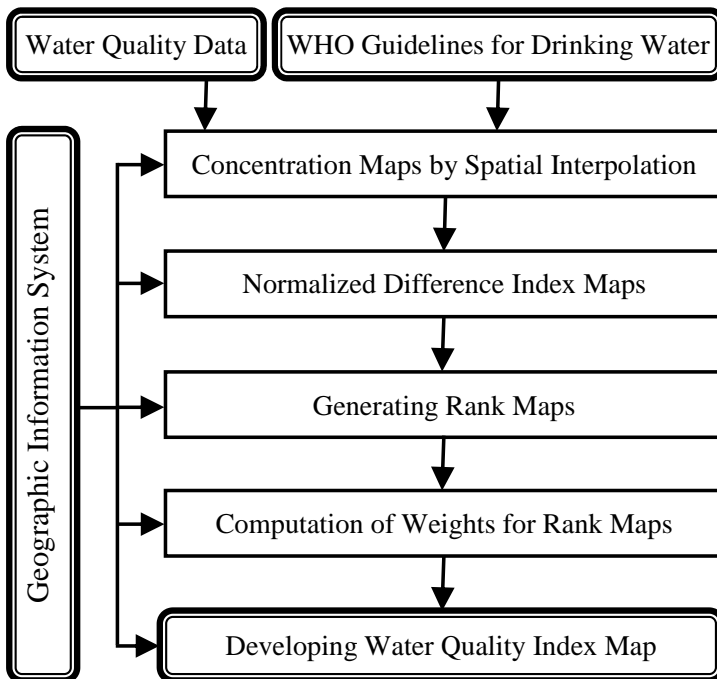 Water Quality Data
WHO Guidelines for Drinking Water
Geographic Information System
Concentration Maps by Spatial Interpolation
Normalized Difference Index Maps
Generating Rank Maps
Computation of Weights for Rank Maps
Developing Water Quality Index Map